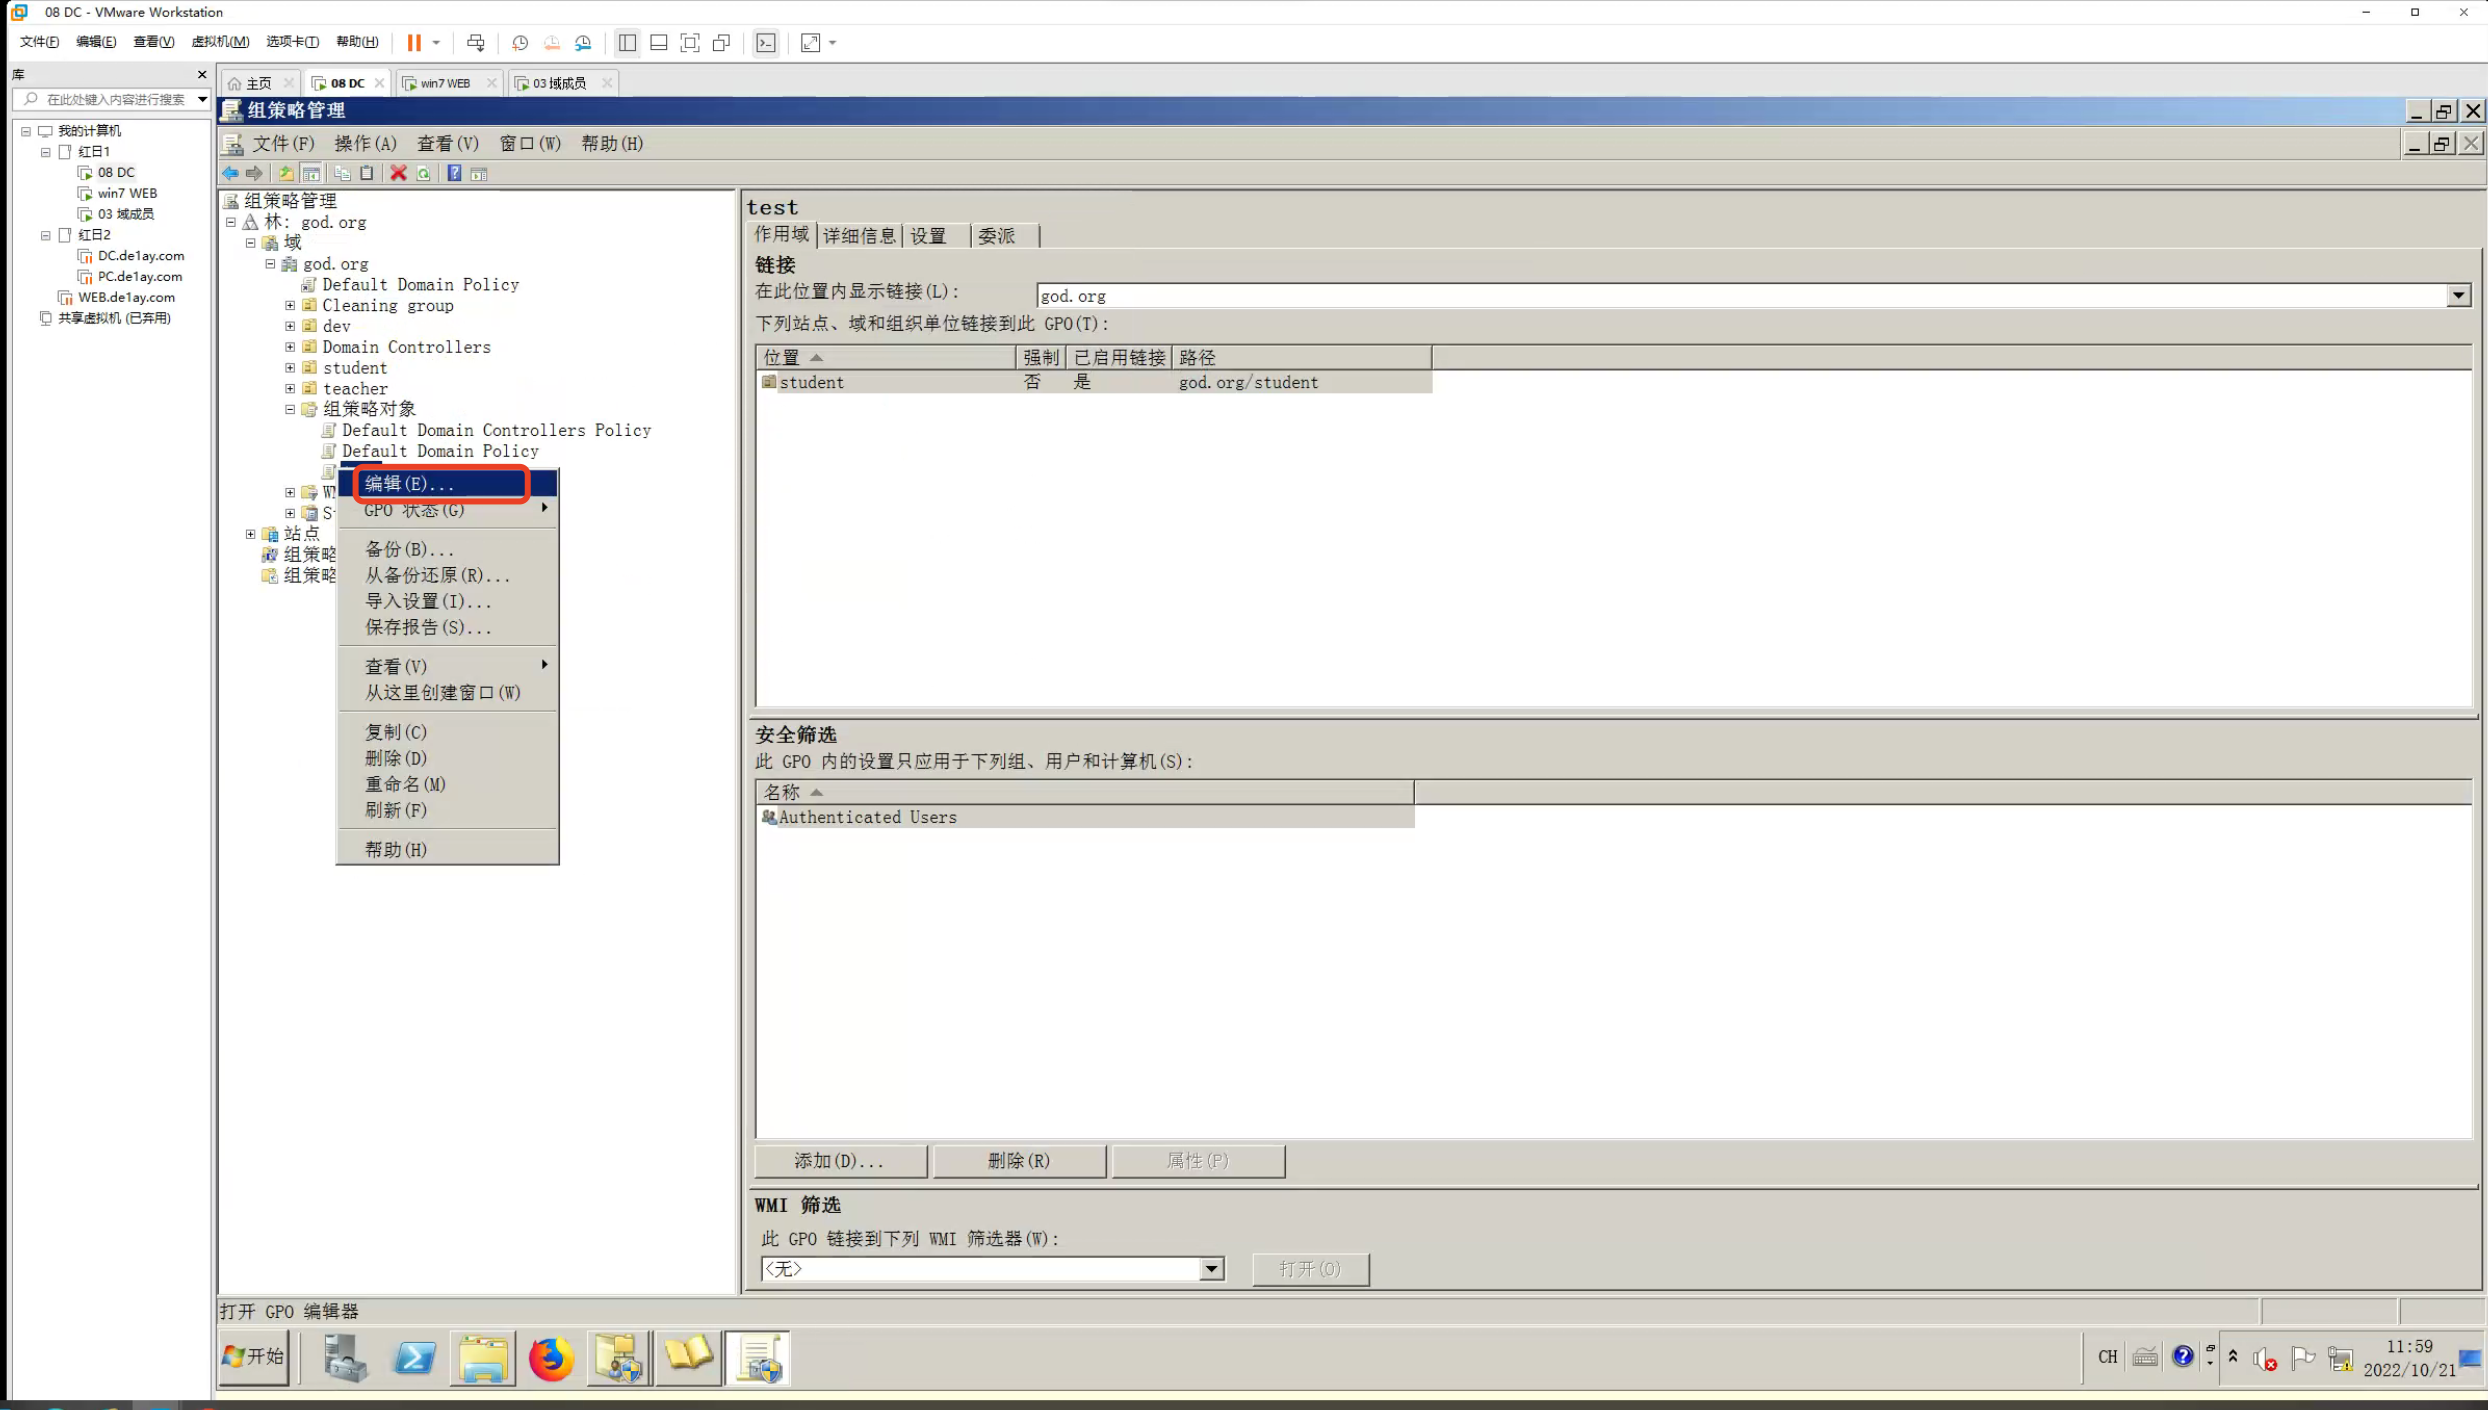 08 DC - VMware Workstation
文件(F) 编辑(E) 查看(V) 虚拟机(M) 选项卡(T) 帮助(H)
库
在此处键入内容进行搜索
我的计算机
红日1
08 DC
win7 WEB
03 域成员
红日2
DC.de1ay.com
PC.de1ay.com
WEB.de1ay.com
共享虚拟机 (已弃用)
主页 08 DC win7 WEB 03 域成员
组策略管理
文件(F) 操作(A) 查看(V) 窗口(W) 帮助(H)
组策略管理
林: god.org
域
god.org
Default Domain Policy
Cleaning group
dev
Domain Controllers
student
teacher
组策略对象
Default Domain Controllers Policy
Default Domain Policy
站点
组策略
组策略
编辑(E)...
GPO 状态(G)
备份(B)...
从备份还原(R)...
导入设置(I)...
保存报告(S)...
查看(V)
从这里创建窗口(W)
复制(C)
删除(D)
重命名(M)
刷新(F)
帮助(H)
test
作用域 详细信息 设置 委派
链接
在此位置内显示链接(L): god.org
下列站点、域和组织单位链接到此 GPO(T):
位置 强制 已启用链接 路径
student 否 是 god.org/student
安全筛选
此 GPO 内的设置只应用于下列组、用户和计算机(S):
名称
Authenticated Users
添加(D)... 删除(R) 属性(P)
WMI 筛选
此 GPO 链接到下列 WMI 筛选器(W):
<无> 打开(O)
打开 GPO 编辑器
开始
CH
11:59
2022/10/21